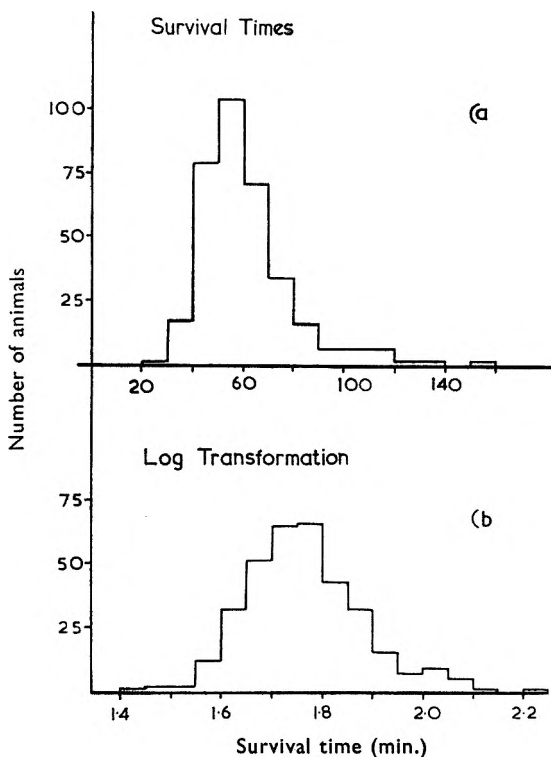 Survival Times
(a
100
75
50
25
20 60 100 140
Number of animals
Log Transformation
(b
75
50
25
1·4 1·6 1·8 2·0 2·2
Survival time (min.)